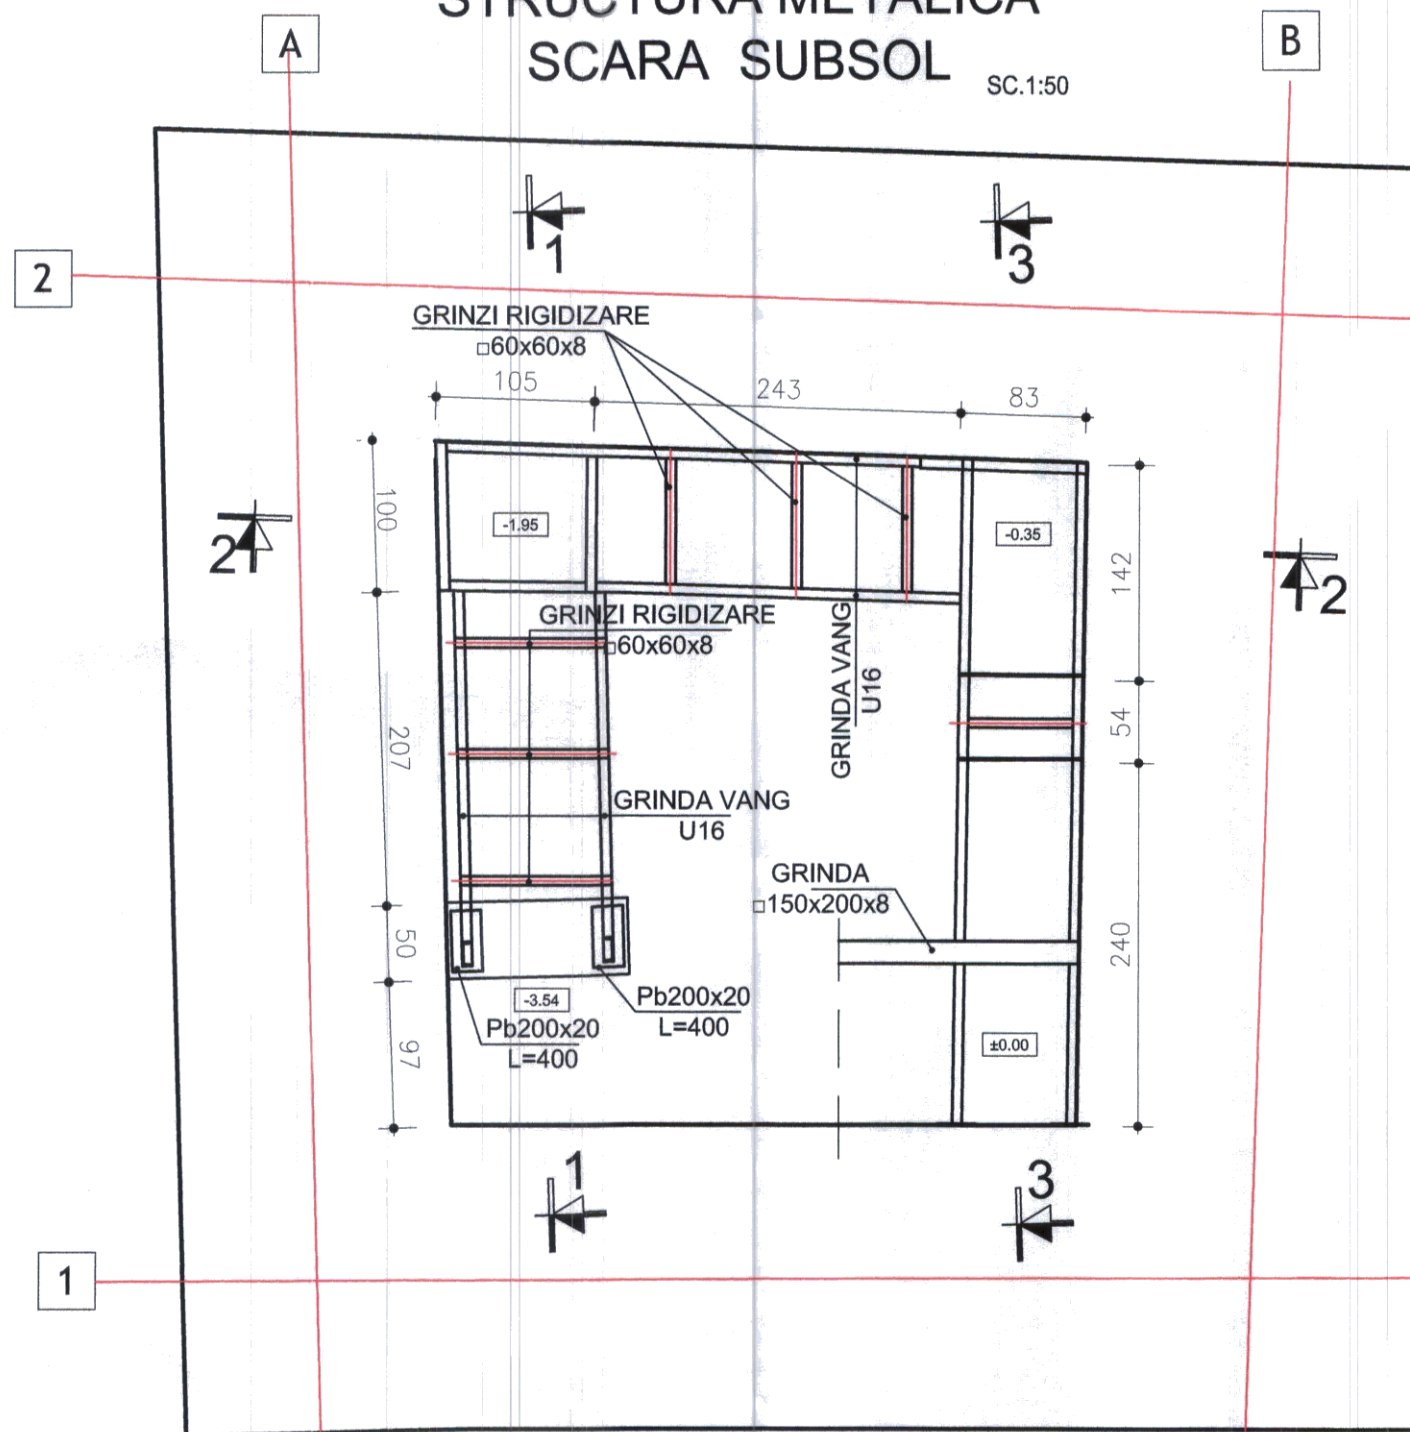 STRUCTURA METALICA
A
SCARA SUBSOL
B
SC.1:50
1
3
2
GRINZI RIGIDIZARE
□60x60x8
105
243
83
100
-1.95
-0.35
2
142
2
GRINZI RIGIDIZARE
□60x60x8
GRINDA VANG
U16
54
207
GRINDA VANG
U16
GRINDA
□150x200x8
50
240
-3.54
Pb200x20
L=400
Pb200x20
L=400
97
±0.00
1
3
1